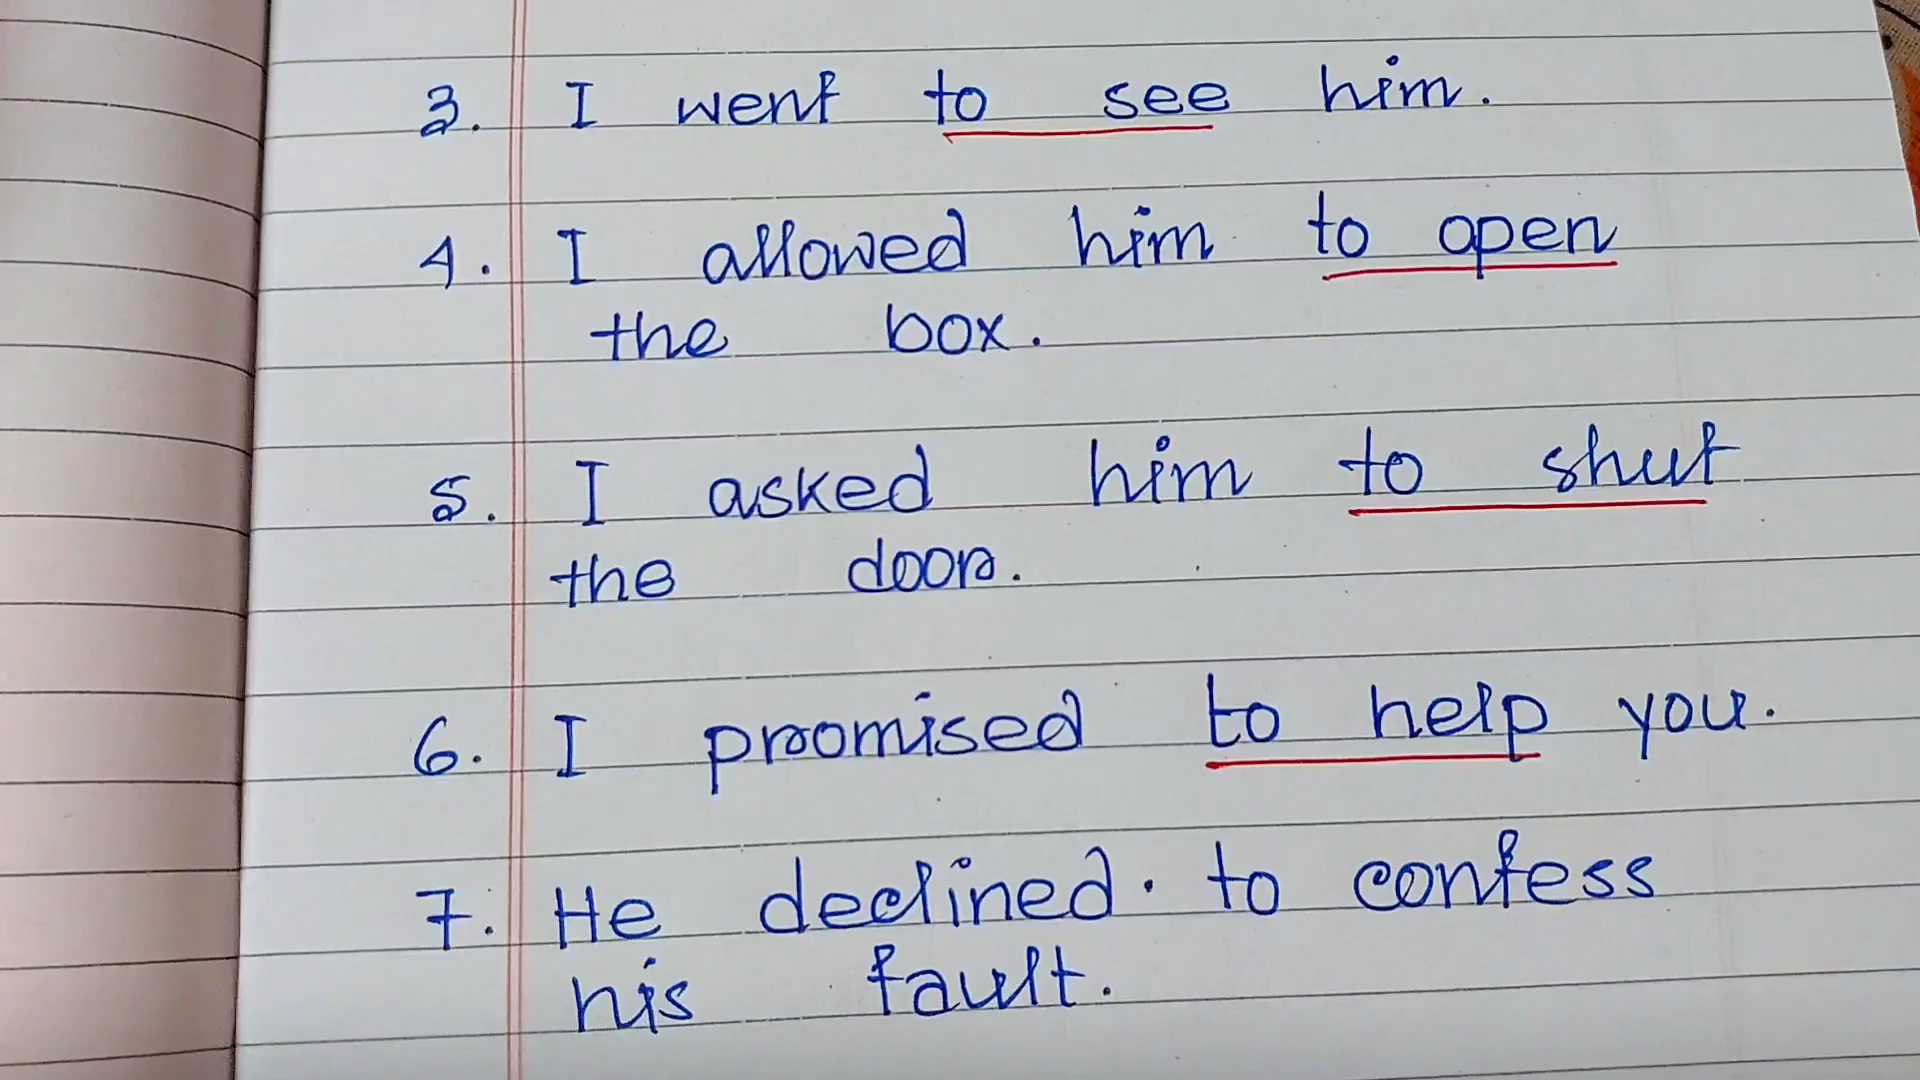 3. I went to see him.
4. I allowed him to open
the box.
5. I asked him to shut
the door.
6. I promised to help you.
7. He declined to confess
his fault.